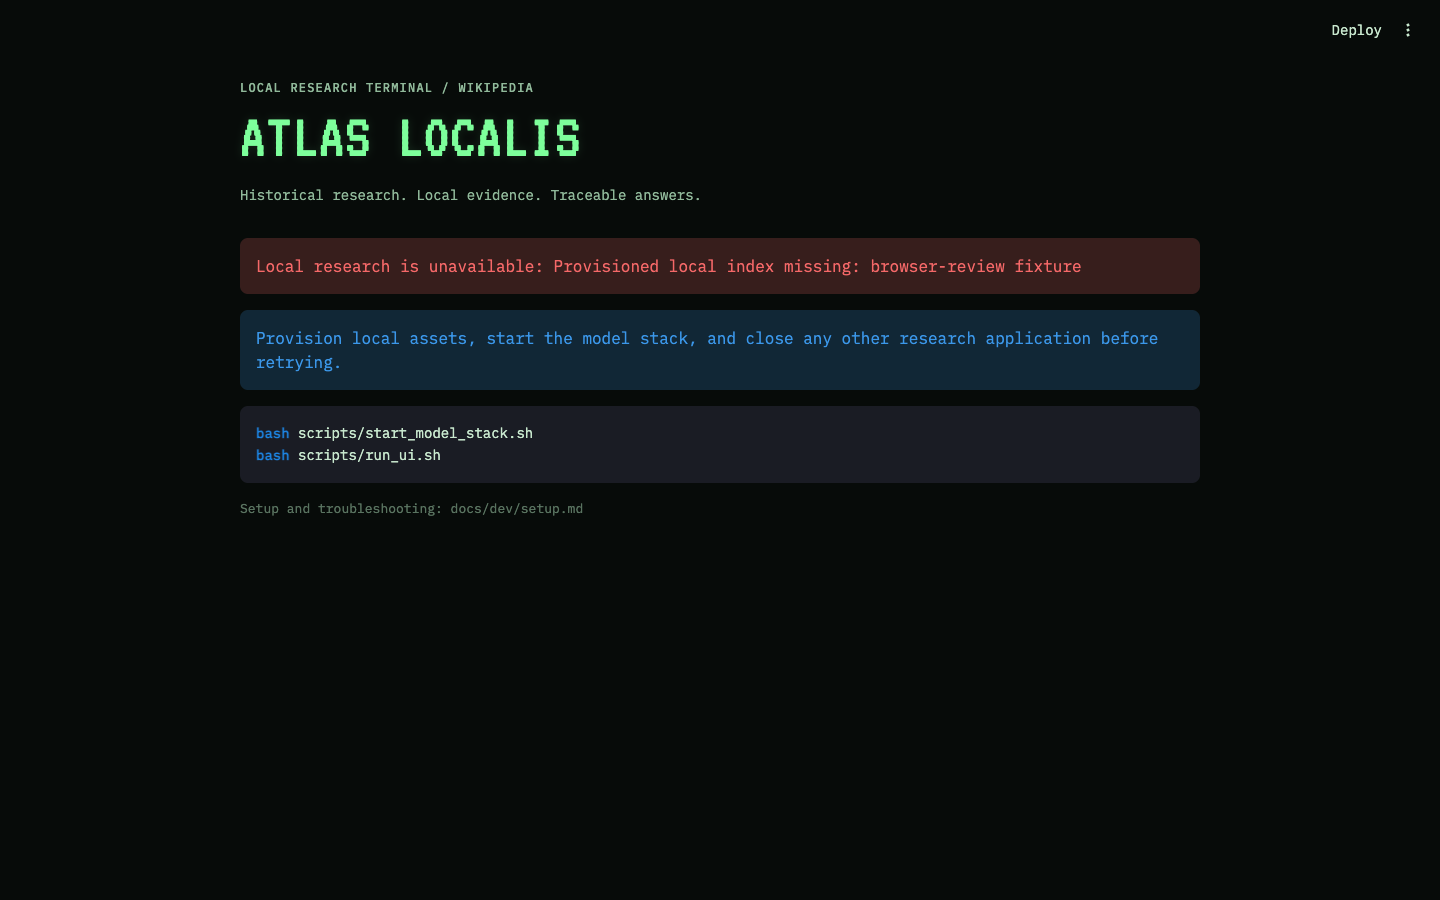 Deploy
LOCAL RESEARCH TERMINAL / WIKIPEDIA
ATLAS LOCALIS
Historical research. Local evidence. Traceable answers.
Local research is unavailable: Provisioned local index missing: browser-review fixture
Provision local assets, start the model stack, and close any other research application before
retrying.
bash scripts/start_model_stack.sh
bash scripts/run_ui.sh
Setup and troubleshooting: docs/dev/setup.md